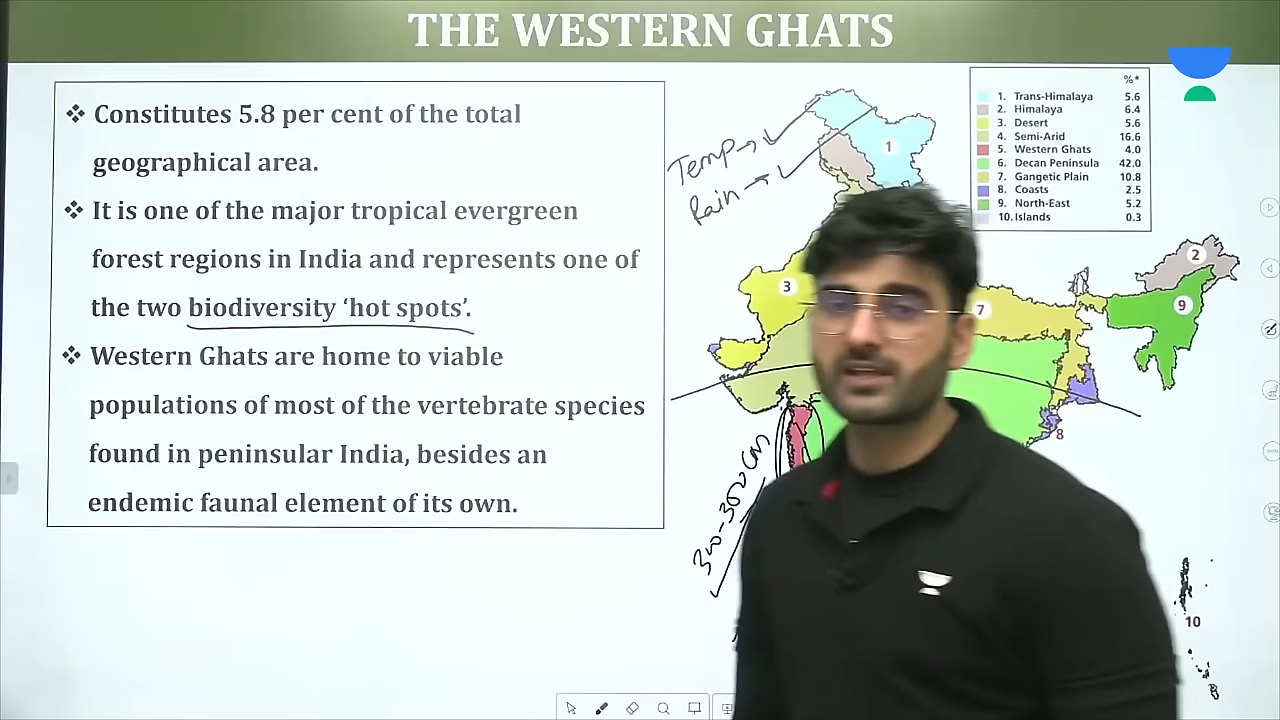 THE WESTERN GHATS
❖ Constitutes 5.8 per cent of the total
geographical area.
❖ It is one of the major tropical evergreen
forest regions in India and represents one of
the two biodiversity ‘hot spots’.
❖ Western Ghats are home to viable
populations of most of the vertebrate species
found in peninsular India, besides an
endemic faunal element of its own.
%*
1. Trans-Himalaya 5.6
2. Himalaya 6.4
3. Desert 5.6
4. Semi-Arid 16.6
5. Western Ghats 4.0
6. Decan Peninsula 42.0
7. Gangetic Plain 10.8
8. Coasts 2.5
9. North-East 5.2
10. Islands 0.3
Temp→
Rain→
1
2
3
7
9
8
10